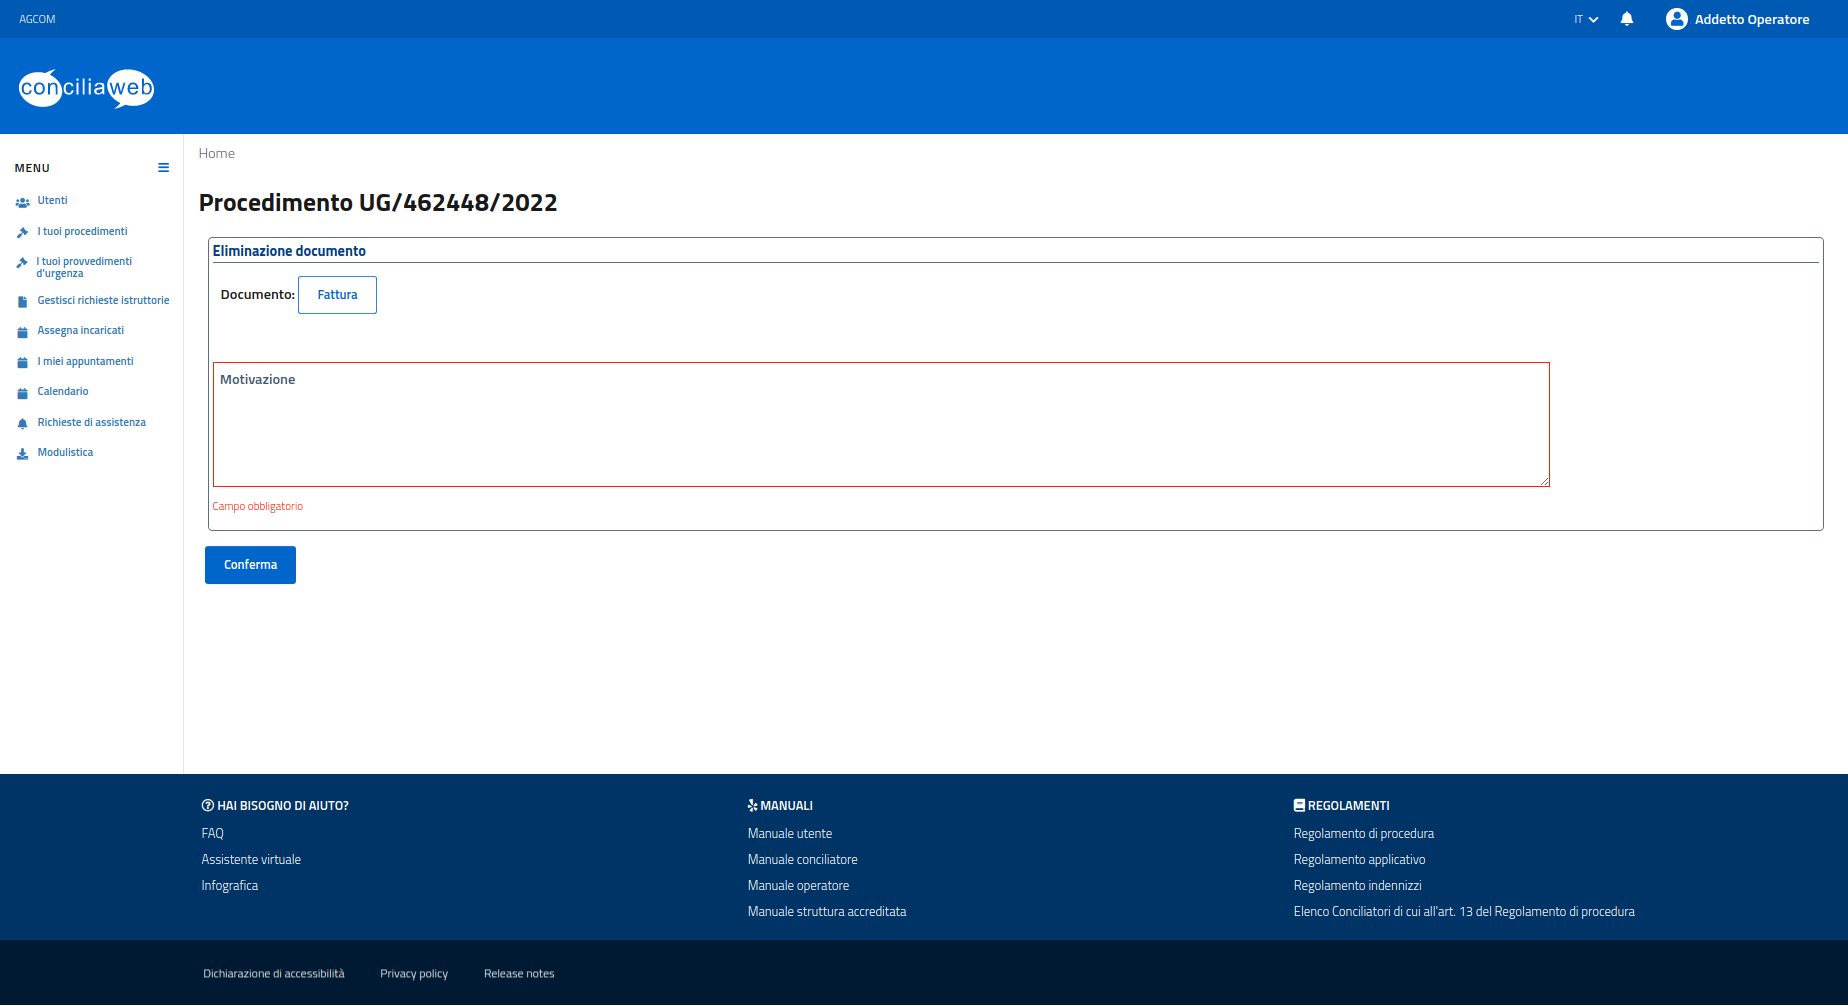 AGCOM
IT
Addetto Operatore
conciliaweb
MENU
Utenti
I tuoi procedimenti
I tuoi provvedimenti
d'urgenza
Gestisci richieste istruttorie
Assegna incaricati
I miei appuntamenti
Calendario
Richieste di assistenza
Modulistica
Home
Procedimento UG/462448/2022
Eliminazione documento
Documento: Fattura
Motivazione
Campo obbligatorio
Conferma
HAI BISOGNO DI AIUTO?
FAQ
Assistente virtuale
Infografica
MANUALI
Manuale utente
Manuale conciliatore
Manuale operatore
Manuale struttura accreditata
REGOLAMENTI
Regolamento di procedura
Regolamento applicativo
Regolamento indennizzi
Elenco Conciliatori di cui all'art. 13 del Regolamento di procedura
Dichiarazione di accessibilità
Privacy policy
Release notes